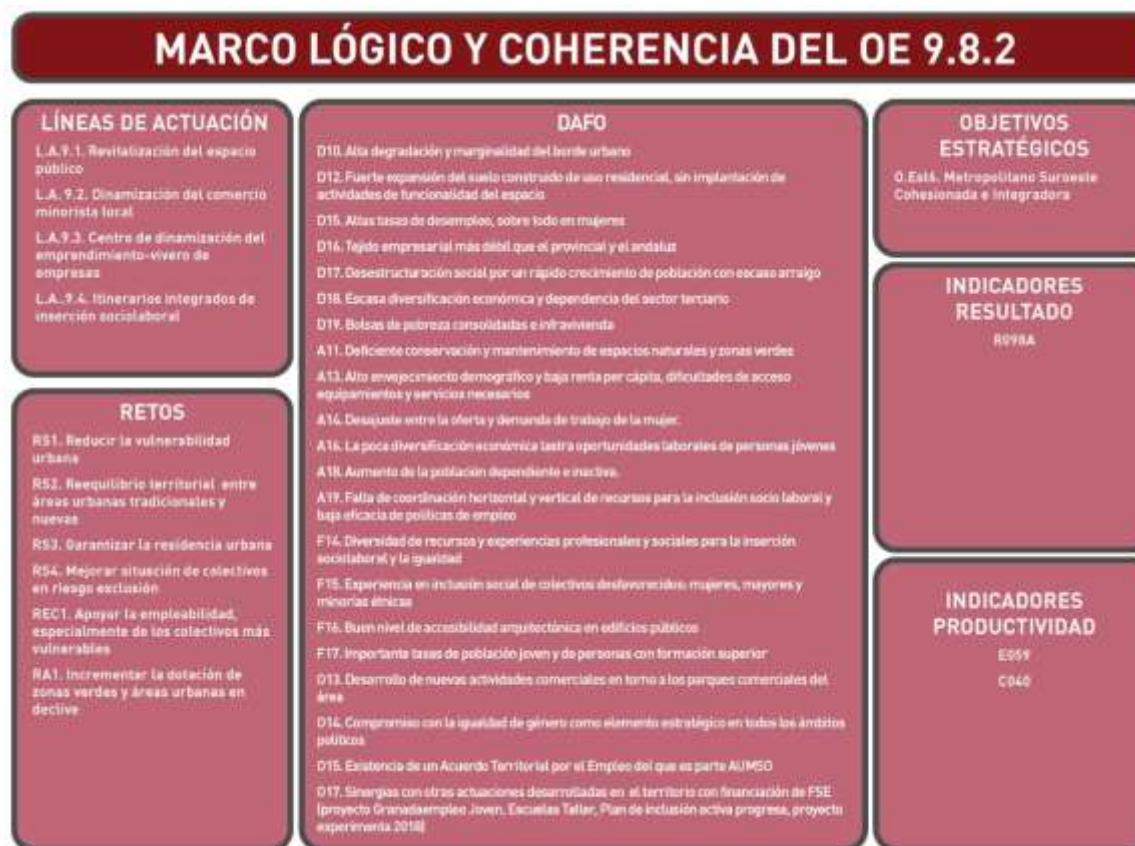 MARCO LÓGICO Y COHERENCIA DEL OE 9.8.2
LÍNEAS DE ACTUACIÓN
L.A.9.1. Revitalización del espacio
público
L.A. 9.2. Dinamización del comercio
minorista local
L.A.9.3. Centro de dinamización del
emprendimiento-vivero de
empresas
L.A..9.4. Itinerarios integrados de
inserción sociolaboral
RETOS
RS1. Reducir la vulnerabilidad
urbana
RS2. Reequilibrio territorial entre
áreas urbanas tradicionales y
nuevas
RS3. Garantizar la residencia urbana
RS4. Mejorar situación de colectivos
en riesgo exclusión
REC1. Apoyar la empleabilidad,
especialmente de los colectivos más
vulnerables
RA1. Incrementar la dotación de
zonas verdes y áreas urbanas en
declive
DAFO
D10. Alta degradación y marginalidad del borde urbano
D12. Fuerte expansión del suelo construido de uso residencial, sin implantación de
actividades de funcionalidad del espacio
D15. Altas tasas de desempleo, sobre todo en mujeres
D16. Tejido empresarial más débil que el provincial y el andaluz
D17. Desestructuración social por un rápido crecimiento de población con escaso arraigo
D18. Escasa diversificación económica y dependencia del sector terciario
D19. Bolsas de pobreza consolidadas e infravivienda
A11. Deficiente conservación y mantenimiento de espacios naturales y zonas verdes
A13. Alto envejecimiento demográfico y baja renta per cápita, dificultades de acceso
equipamientos y servicios necesarios
A14. Desajuste entre la oferta y demanda de trabajo de la mujer.
A16. La poca diversificación económica lastra oportunidades laborales de personas jóvenes
A18. Aumento de la población dependiente e inactiva.
A19. Falta de coordinación horizontal y vertical de recursos para la inclusión socio laboral y
baja eficacia de políticas de empleo
F14. Diversidad de recursos y experiencias profesionales y sociales para la inserción
sociolaboral y la igualdad
F15. Experiencia en inclusión social de colectivos desfavorecidos: mujeres, mayores y
minorías étnicas
F16. Buen nivel de accesibilidad arquitectónica en edificios públicos
F17. Importante tasas de población joven y de personas con formación superior
O13. Desarrollo de nuevas actividades comerciales en torno a los parques comerciales del
área
O14. Compromiso con la igualdad de género como elemento estratégico en todos los ámbitos
políticos
O15. Existencia de un Acuerdo Territorial por el Empleo del que es parte AUMSO
O17. Sinergias con otras actuaciones desarrolladas en el territorio con financiación de FSE
(proyecto Granadaempleo Joven, Escuelas Taller, Plan de inclusión activa progresa, proyecto
experimenta 2018)
OBJETIVOS
ESTRATÉGICOS
O.Est4. Metropolitano Suroeste
Cohesionada e Integradora
INDICADORES
RESULTADO
R098A
INDICADORES
PRODUCTIVIDAD
E059
C040